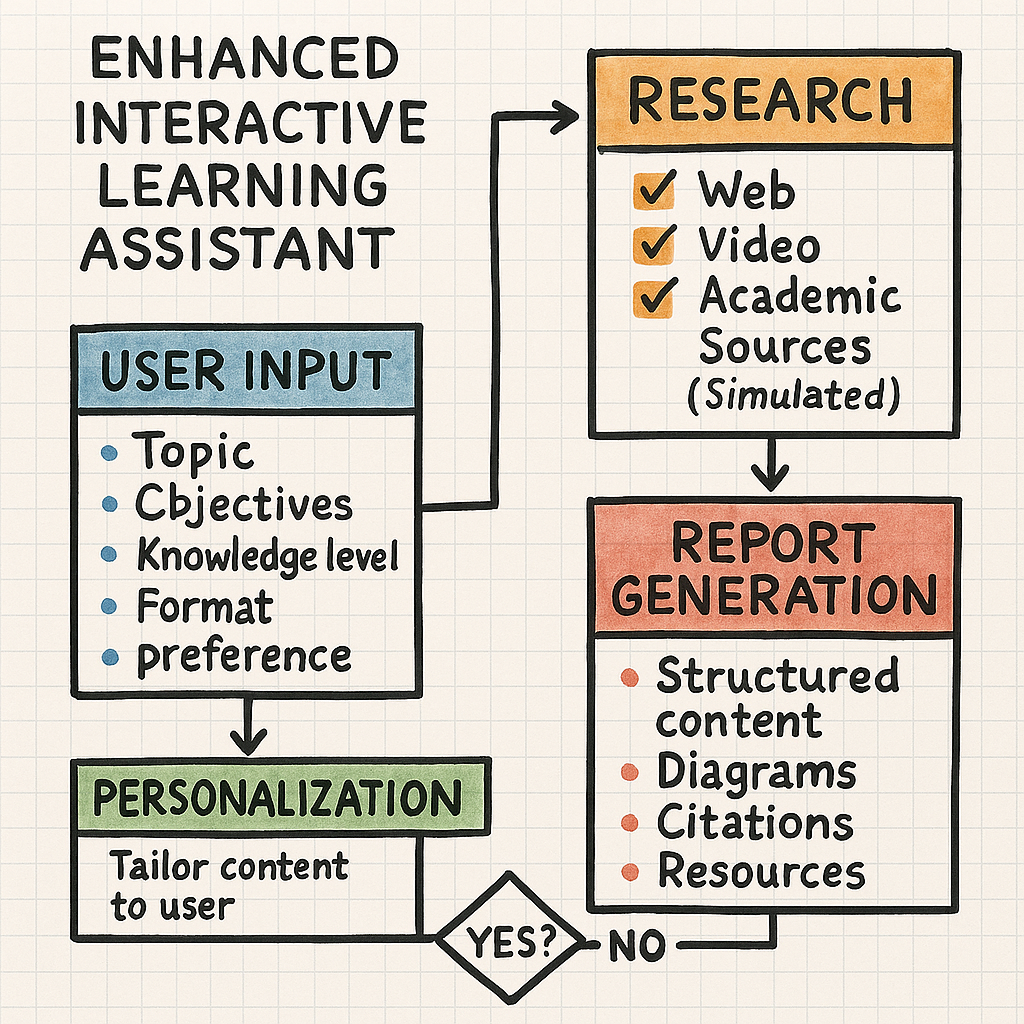 ENHANCED
INTERACTIVE
LEARNING
ASSISTANT
USER INPUT
Topic
Cbjectives
Knowledge level
Format
preference
PERSONALIZATION
Tailor content
to user
RESEARCH
Web
Video
Academic
Sources
(Simulated)
REPORT
GENERATION
Structured
content
Diagrams
Citations
Resources
YES?
NO